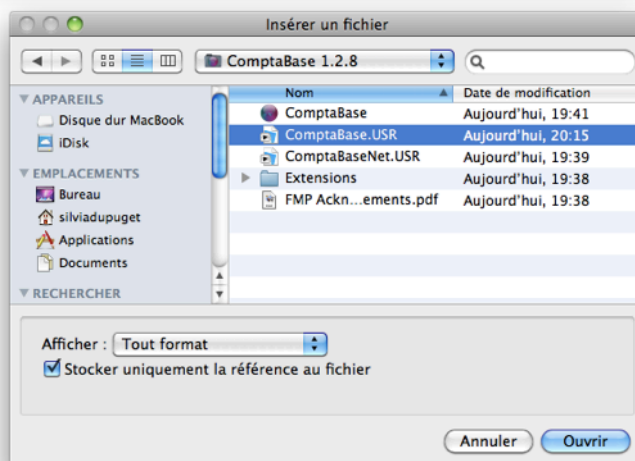 Insérer un fichier
ComptaBase 1.2.8
APPAREILS
Disque dur MacBook
iDisk
EMPLACEMENTS
Bureau
silviadupuget
Applications
Documents
RECHERCHER
Nom Date de modification
ComptaBase Aujourd'hui, 19:41
ComptaBase.USR Aujourd'hui, 20:15
ComptaBaseNet.USR Aujourd'hui, 19:39
Extensions Aujourd'hui, 19:38
FMP Ackn...ements.pdf Aujourd'hui, 19:38
Afficher : Tout format
Stocker uniquement la référence au fichier
Annuler Ouvrir